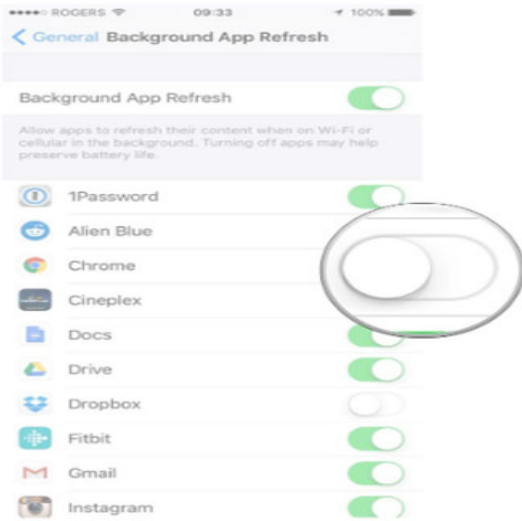 ROGERS 09:33 100%
General Background App Refresh
Background App Refresh
Allow apps to refresh their content when on Wi-Fi or
cellular in the background. Turning off apps may help
preserve battery life.
1Password
Alien Blue
Chrome
Cineplex
Docs
Drive
Dropbox
Fitbit
Gmail
Instagram